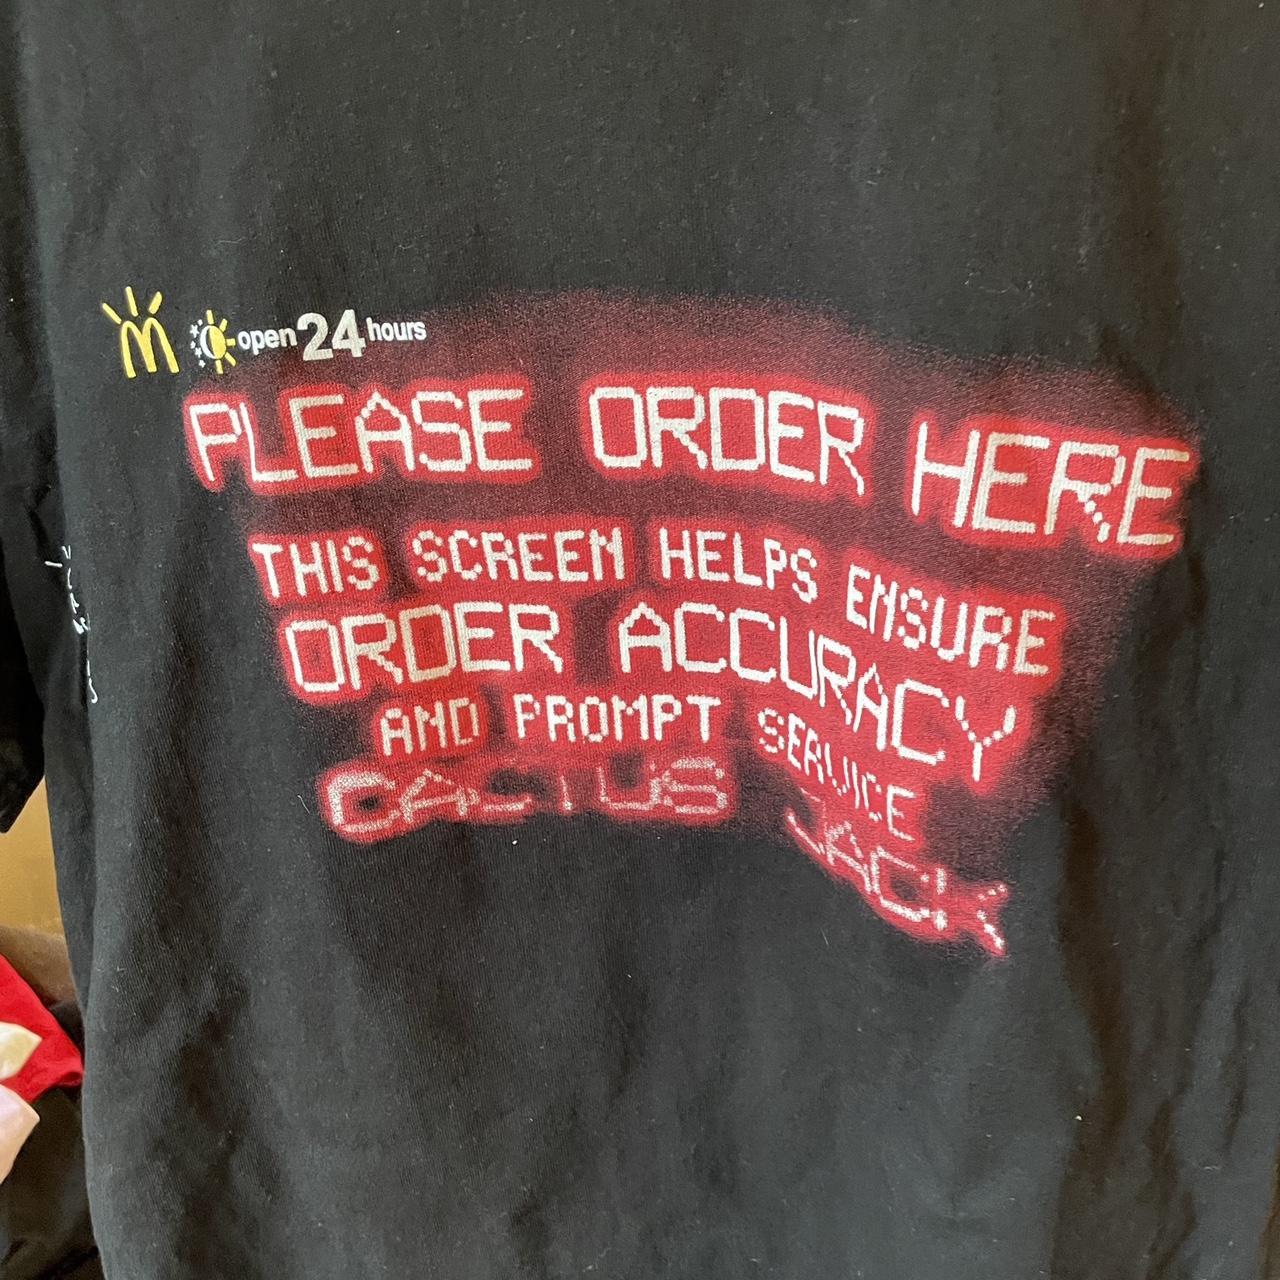 M open 24 hours
PLEASE ORDER HERE
THIS SCREEN HELPS ENSURE
ORDER ACCURACY
AND PROMPT SERVICE
CACTUS JACK